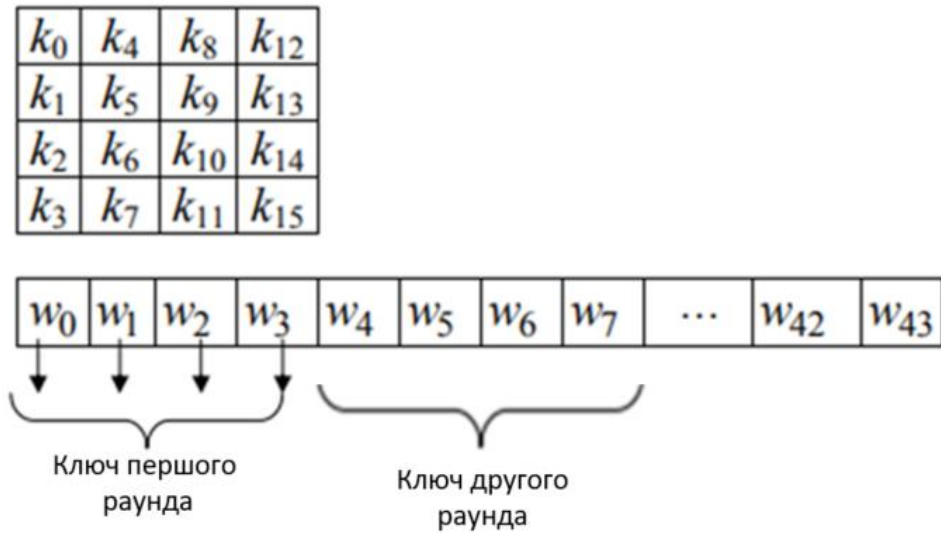 k₀ k₄ k₈ k₁₂
k₁ k₅ k₉ k₁₃
k₂ k₆ k₁₀ k₁₄
k₃ k₇ k₁₁ k₁₅
w₀ w₁ w₂ w₃ w₄ w₅ w₆ w₇ ... w₄₂ w₄₃
Ключ першого
раунда
Ключ другого
раунда